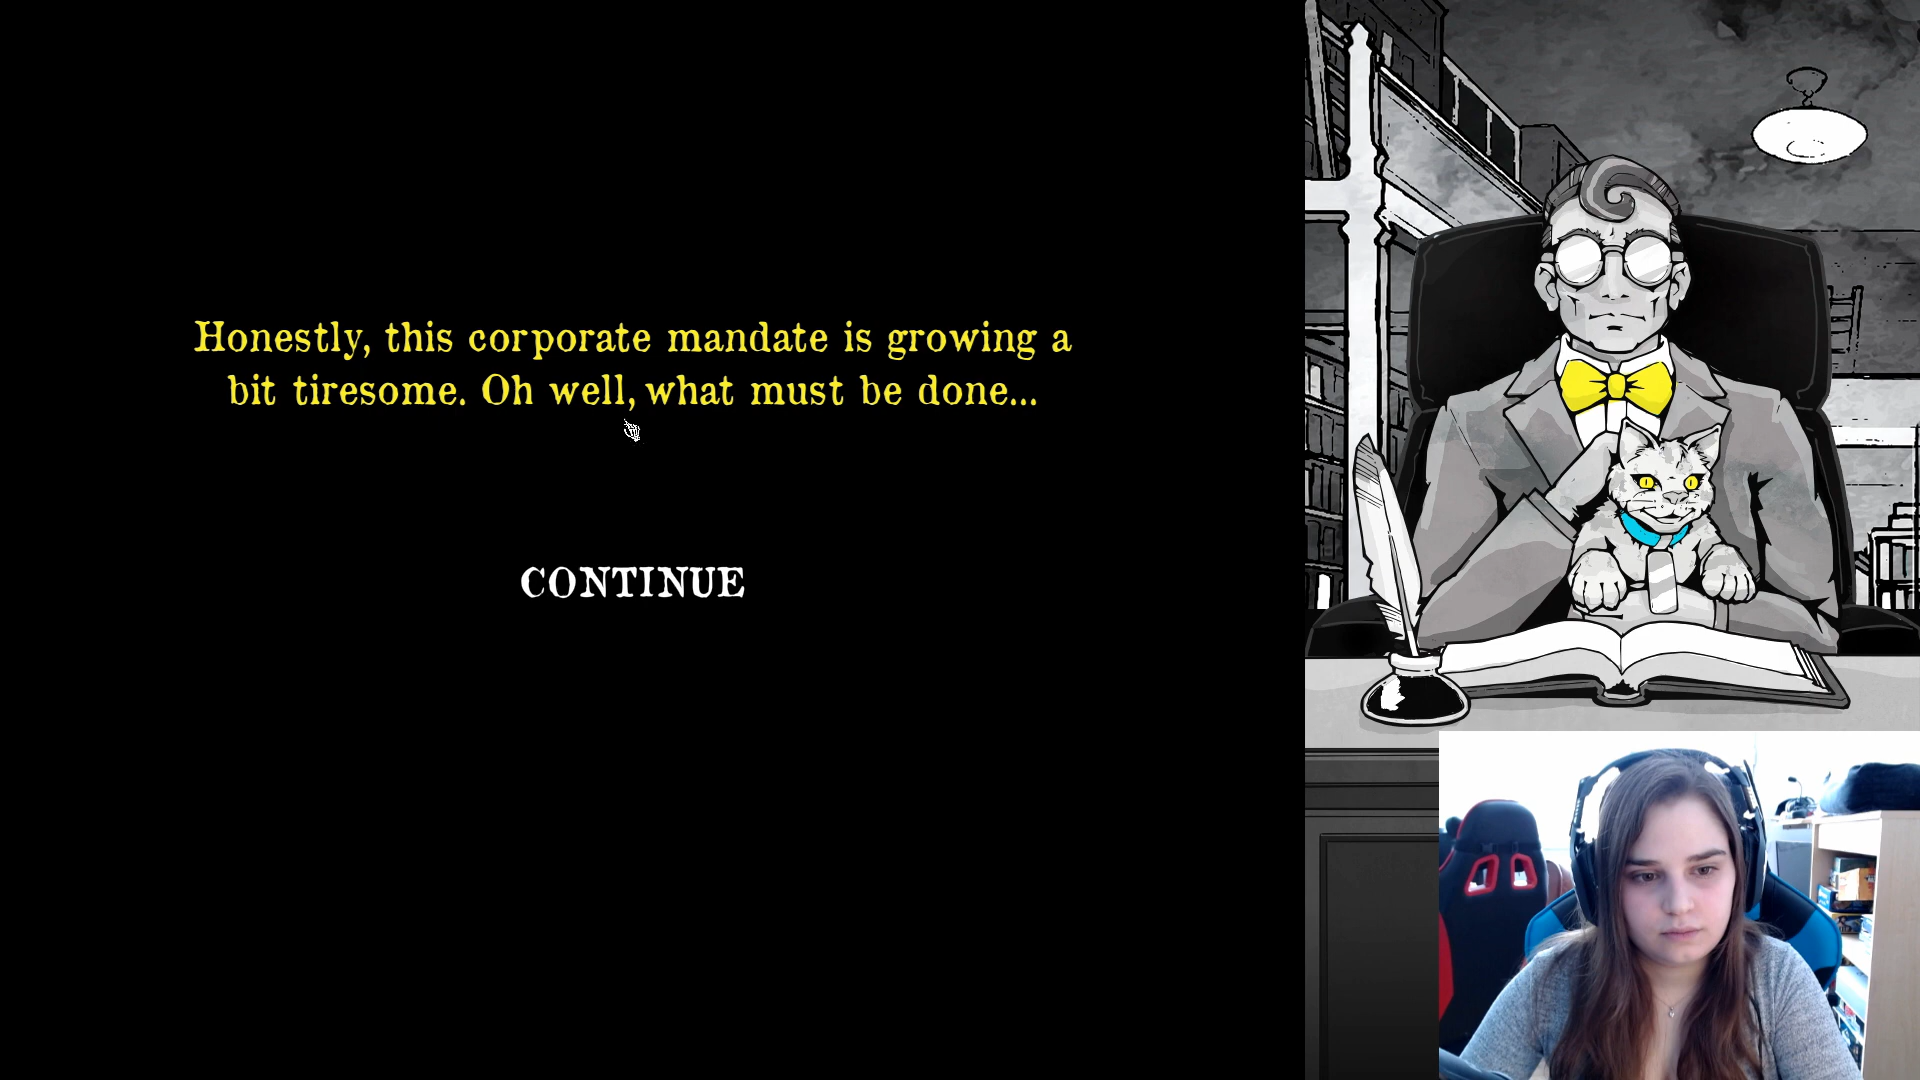 Honestly, this corporate mandate is growing a
bit tiresome. Oh well, what must be done...
CONTINUE